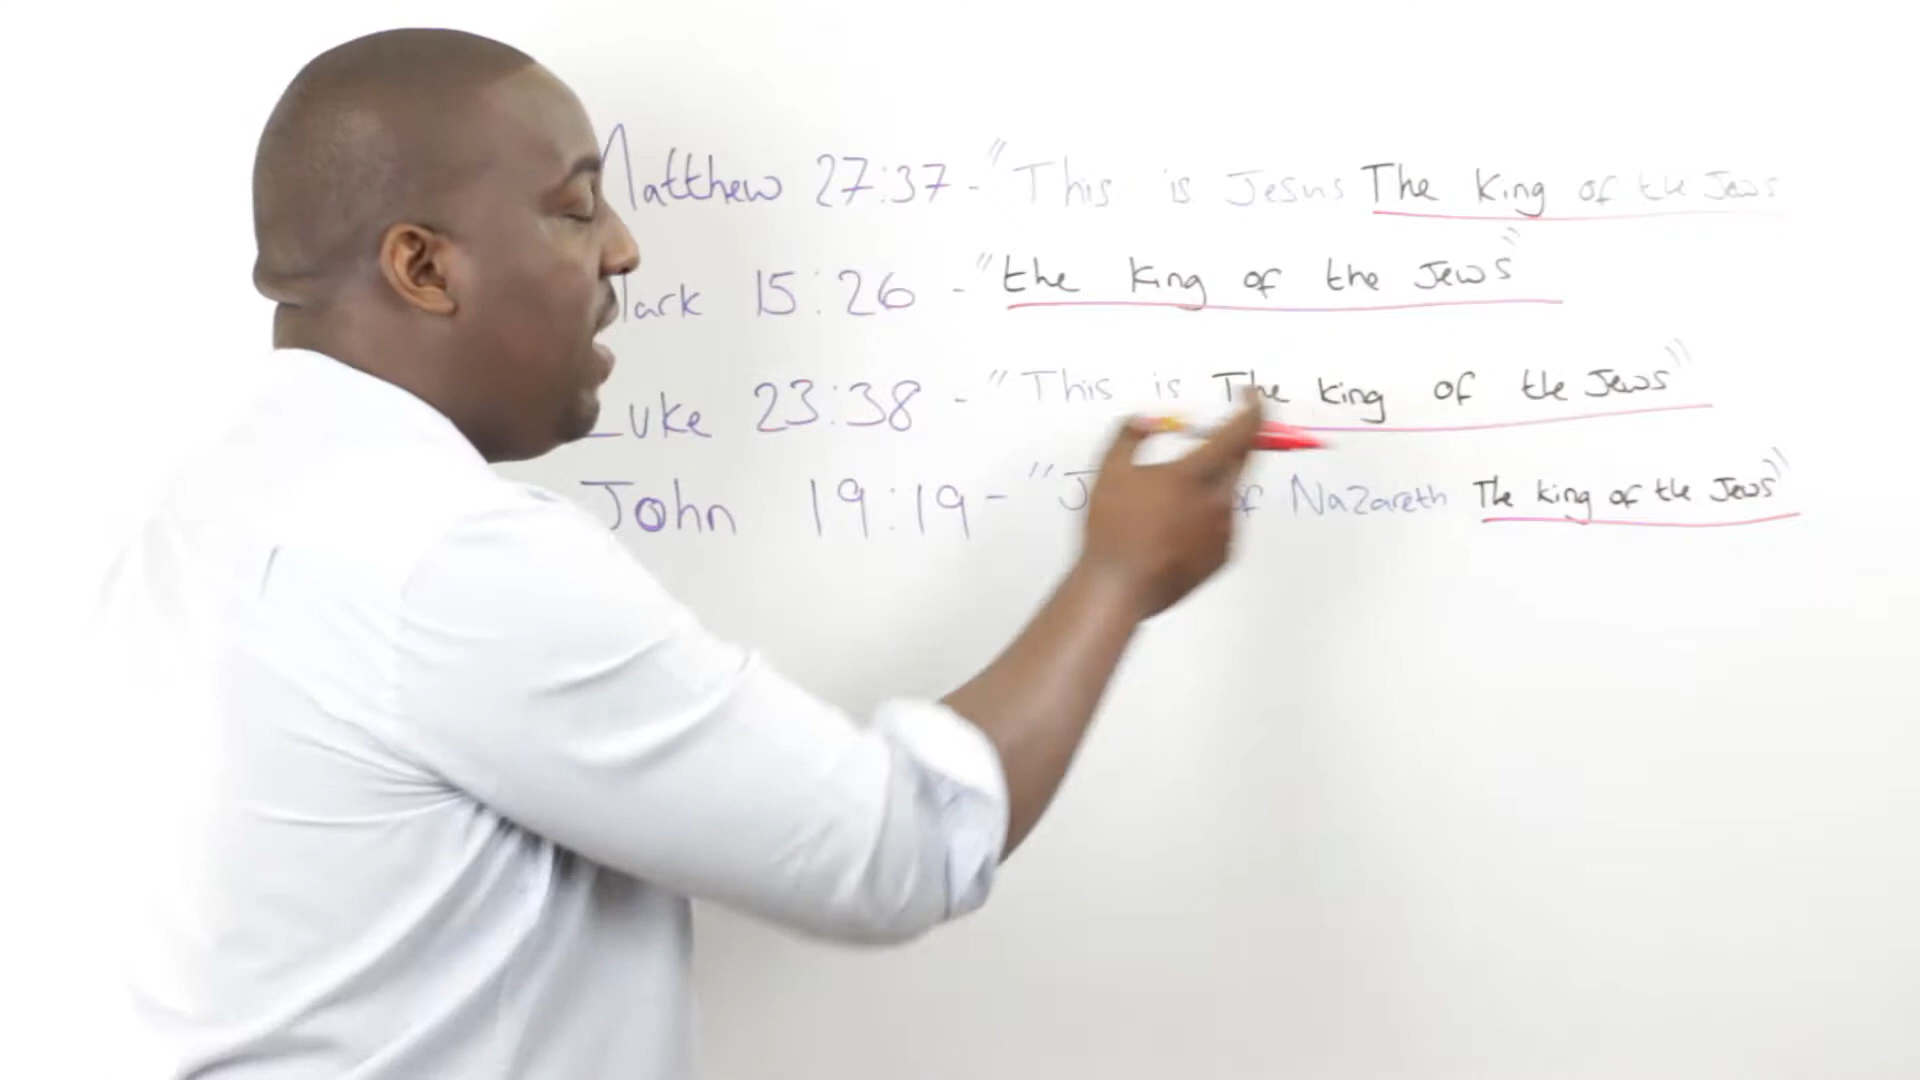 Matthew 27:37 - "This is Jesus The King of the Jews
Mark 15:26 - "the King of the Jews"
Luke 23:38 - "This is The king of the Jews"
John 19:19 - " of Nazareth The king of the Jews"